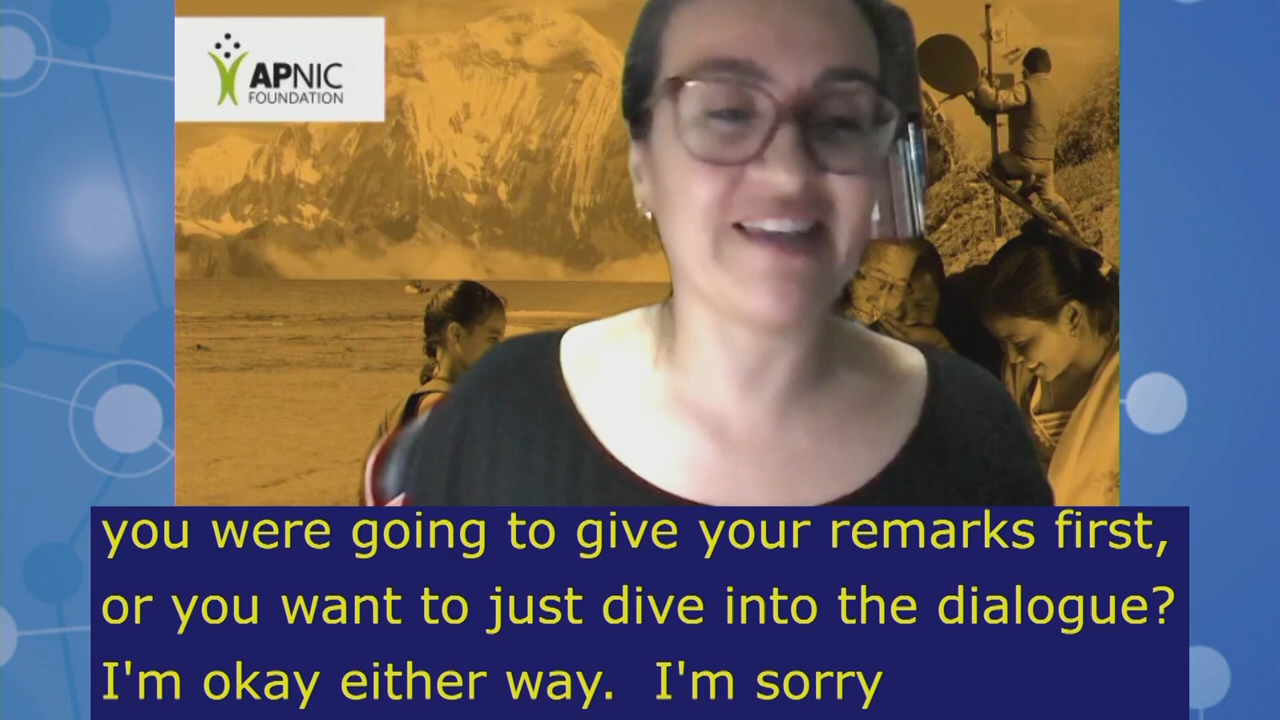 APNIC
FOUNDATION
you were going to give your remarks first,
or you want to just dive into the dialogue?
I'm okay either way.  I'm sorry